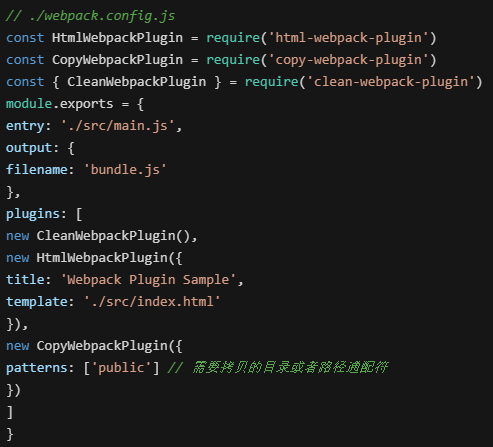 // ./webpack.config.js
const HtmlWebpackPlugin = require('html-webpack-plugin')
const CopyWebpackPlugin = require('copy-webpack-plugin')
const { CleanWebpackPlugin } = require('clean-webpack-plugin')
module.exports = {
entry: './src/main.js',
output: {
filename: 'bundle.js'
},
plugins: [
new CleanWebpackPlugin(),
new HtmlWebpackPlugin({
title: 'Webpack Plugin Sample',
template: './src/index.html'
}),
new CopyWebpackPlugin({
patterns: ['public'] // 需要拷贝的目录或者路径通配符
})
]
}